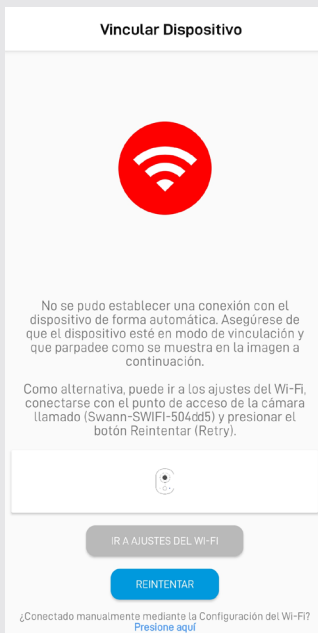 Vincular Dispositivo
No se pudo establecer una conexión con el
dispositivo de forma automática. Asegúrese de
que el dispositivo esté en modo de vinculación y
que parpadee como se muestra en la imagen a
continuación.
Como alternativa, puede ir a los ajustes del Wi-Fi,
conectarse con el punto de acceso de la cámara
llamado (Swann-SWIFI-504dd5) y presionar el
botón Reintentar (Retry).
IR A AJUSTES DEL WI-FI
REINTENTAR
¿Conectado manualmente mediante la Configuración del Wi-Fi?
Presione aquí